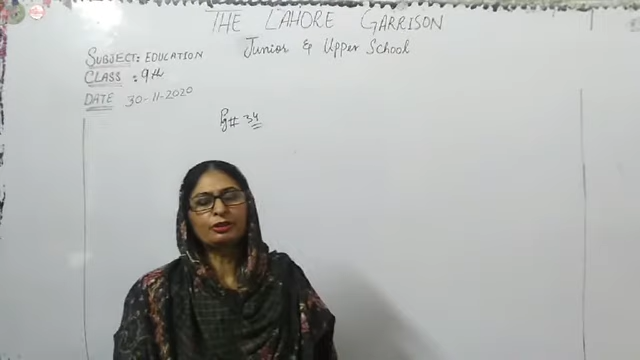 THE LAHORE GARRISON
Junior & Upper School
SUBJECT: EDUCATION
CLASS : 9th
DATE 30-11-2020
Pg# 34